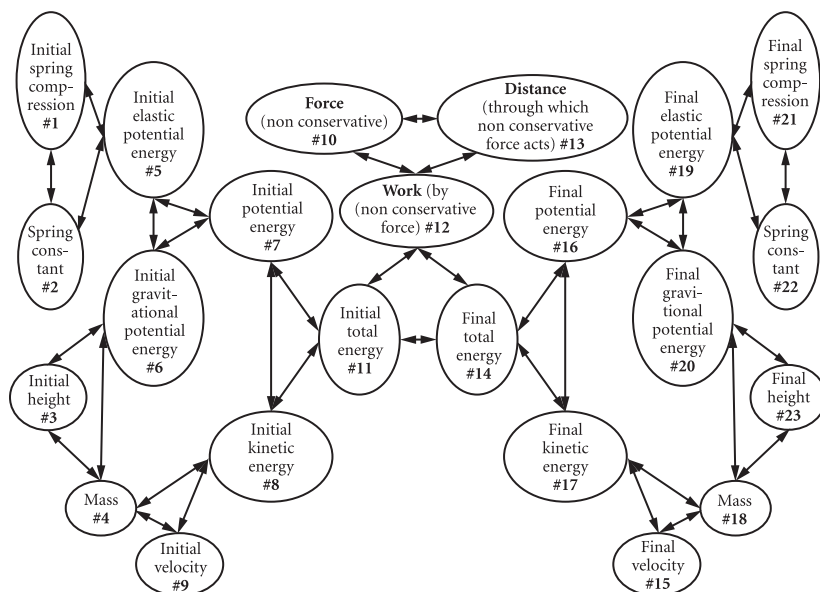 Initial
spring
comp-
ression
#1
Initial
elastic
potential
energy
#5
Force
(non conservative)
#10
Distance
(through which
non conservative
force acts) #13
Final elastic
potential
energy
#19
Final
spring
comp-
ression
#21
Spring
cons-
tant
#2
Initial
potential
energy
#7
Work (by
(non conservative
force) #12
Final
potential
energy
#16
Spring
cons-
tant
#22
Initial
gravit-
ational
potential
energy
#6
Initial
total
energy
#11
Final
total
energy
#14
Final
gravi-
tional
potential
energy
#20
Initial
height
#3
Final
height
#23
Initial
kinetic
energy
#8
Final
kinetic
energy
#17
Mass
#4
Mass
#18
Initial
velocity
#9
Final
velocity
#15